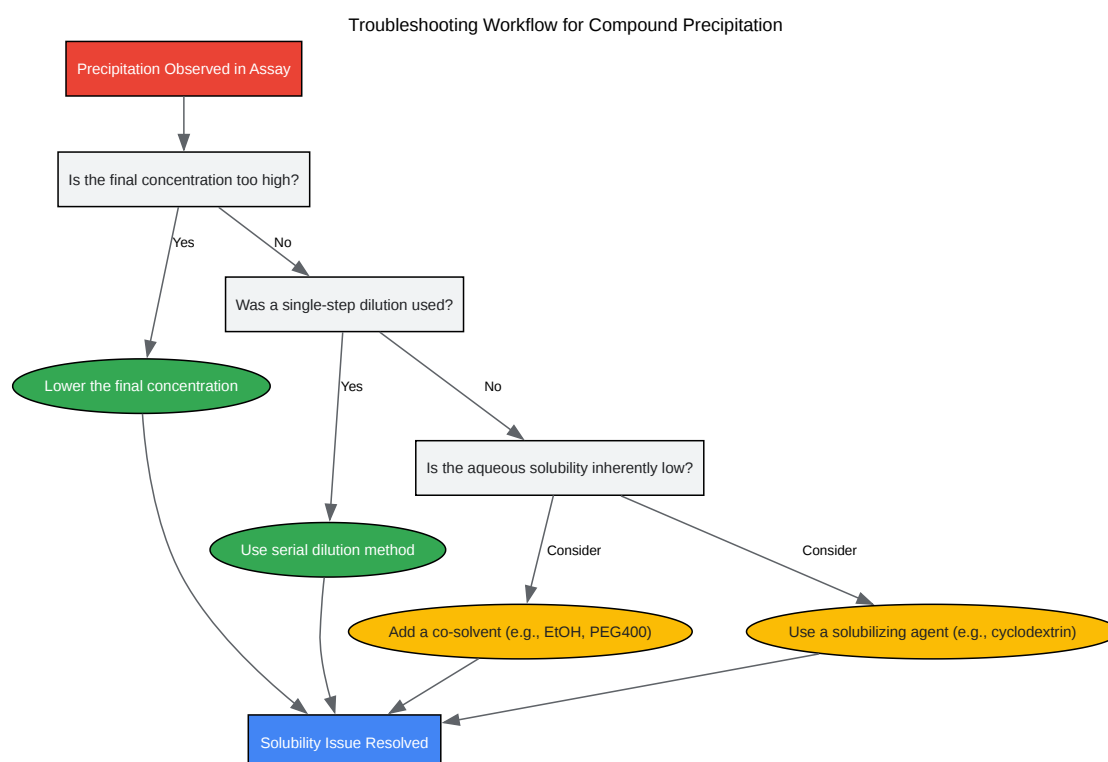 Troubleshooting Workflow for Compound Precipitation
Precipitation Observed in Assay
Is the final concentration too high?
Yes
No
Was a single-step dilution used?
Lower the final concentration
Yes
No
Is the aqueous solubility inherently low?
Use serial dilution method
Consider
Consider
Add a co-solvent (e.g., EtOH, PEG400)
Use a solubilizing agent (e.g., cyclodextrin)
Solubility Issue Resolved